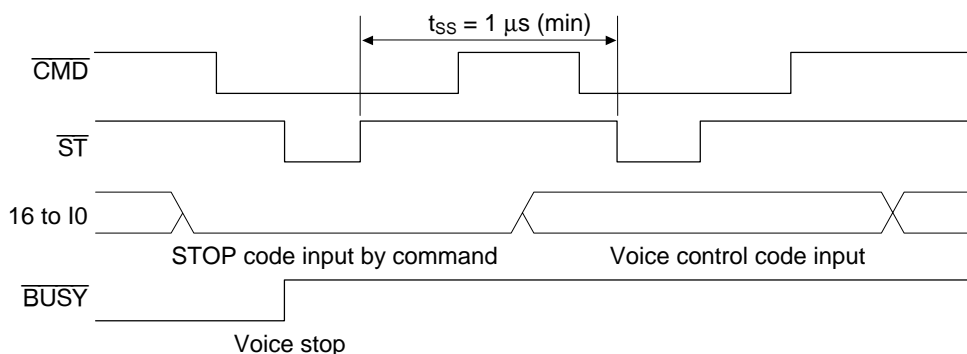 tSS = 1 μs (min)
CMD
ST
16 to I0
STOP code input by command
Voice control code input
BUSY
Voice stop